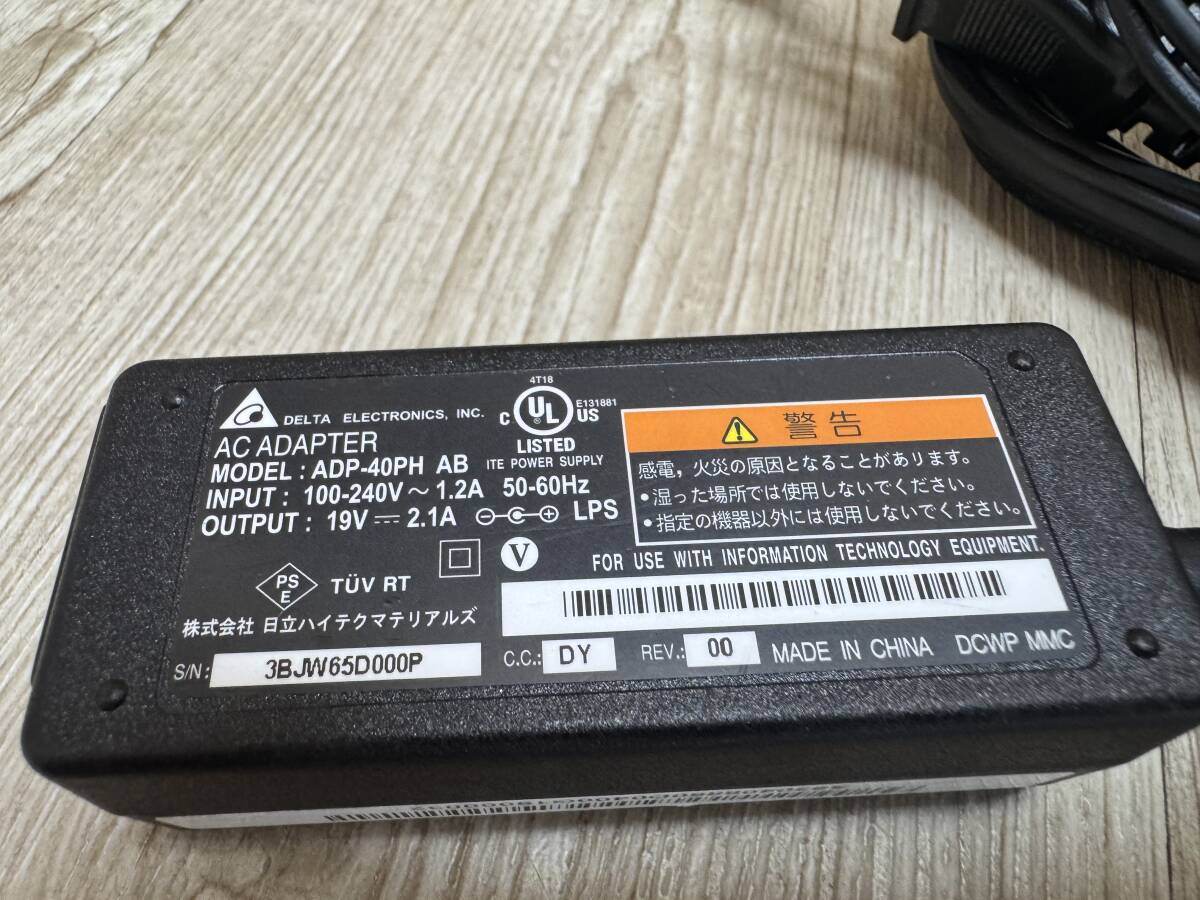 DELTA ELECTRONICS, INC.
AC ADAPTER
MODEL : ADP-40PH AB
INPUT : 100-240V ~ 1.2A 50-60Hz
OUTPUT : 19V ⎓ 2.1A LPS
4T18
C UL US
E131881
LISTED
ITE POWER SUPPLY
警告
感電，火災の原因となることがあります。
•湿った場所では使用しないでください。
•指定の機器以外には使用しないでください。
V
FOR USE WITH INFORMATION TECHNOLOGY EQUIPMENT.
PS
E
TÜV RT
株式会社 日立ハイテクマテリアルズ
S/N: 3BJW65D000P
C.C.: DY
REV.: 00
MADE IN CHINA DCWP MMC